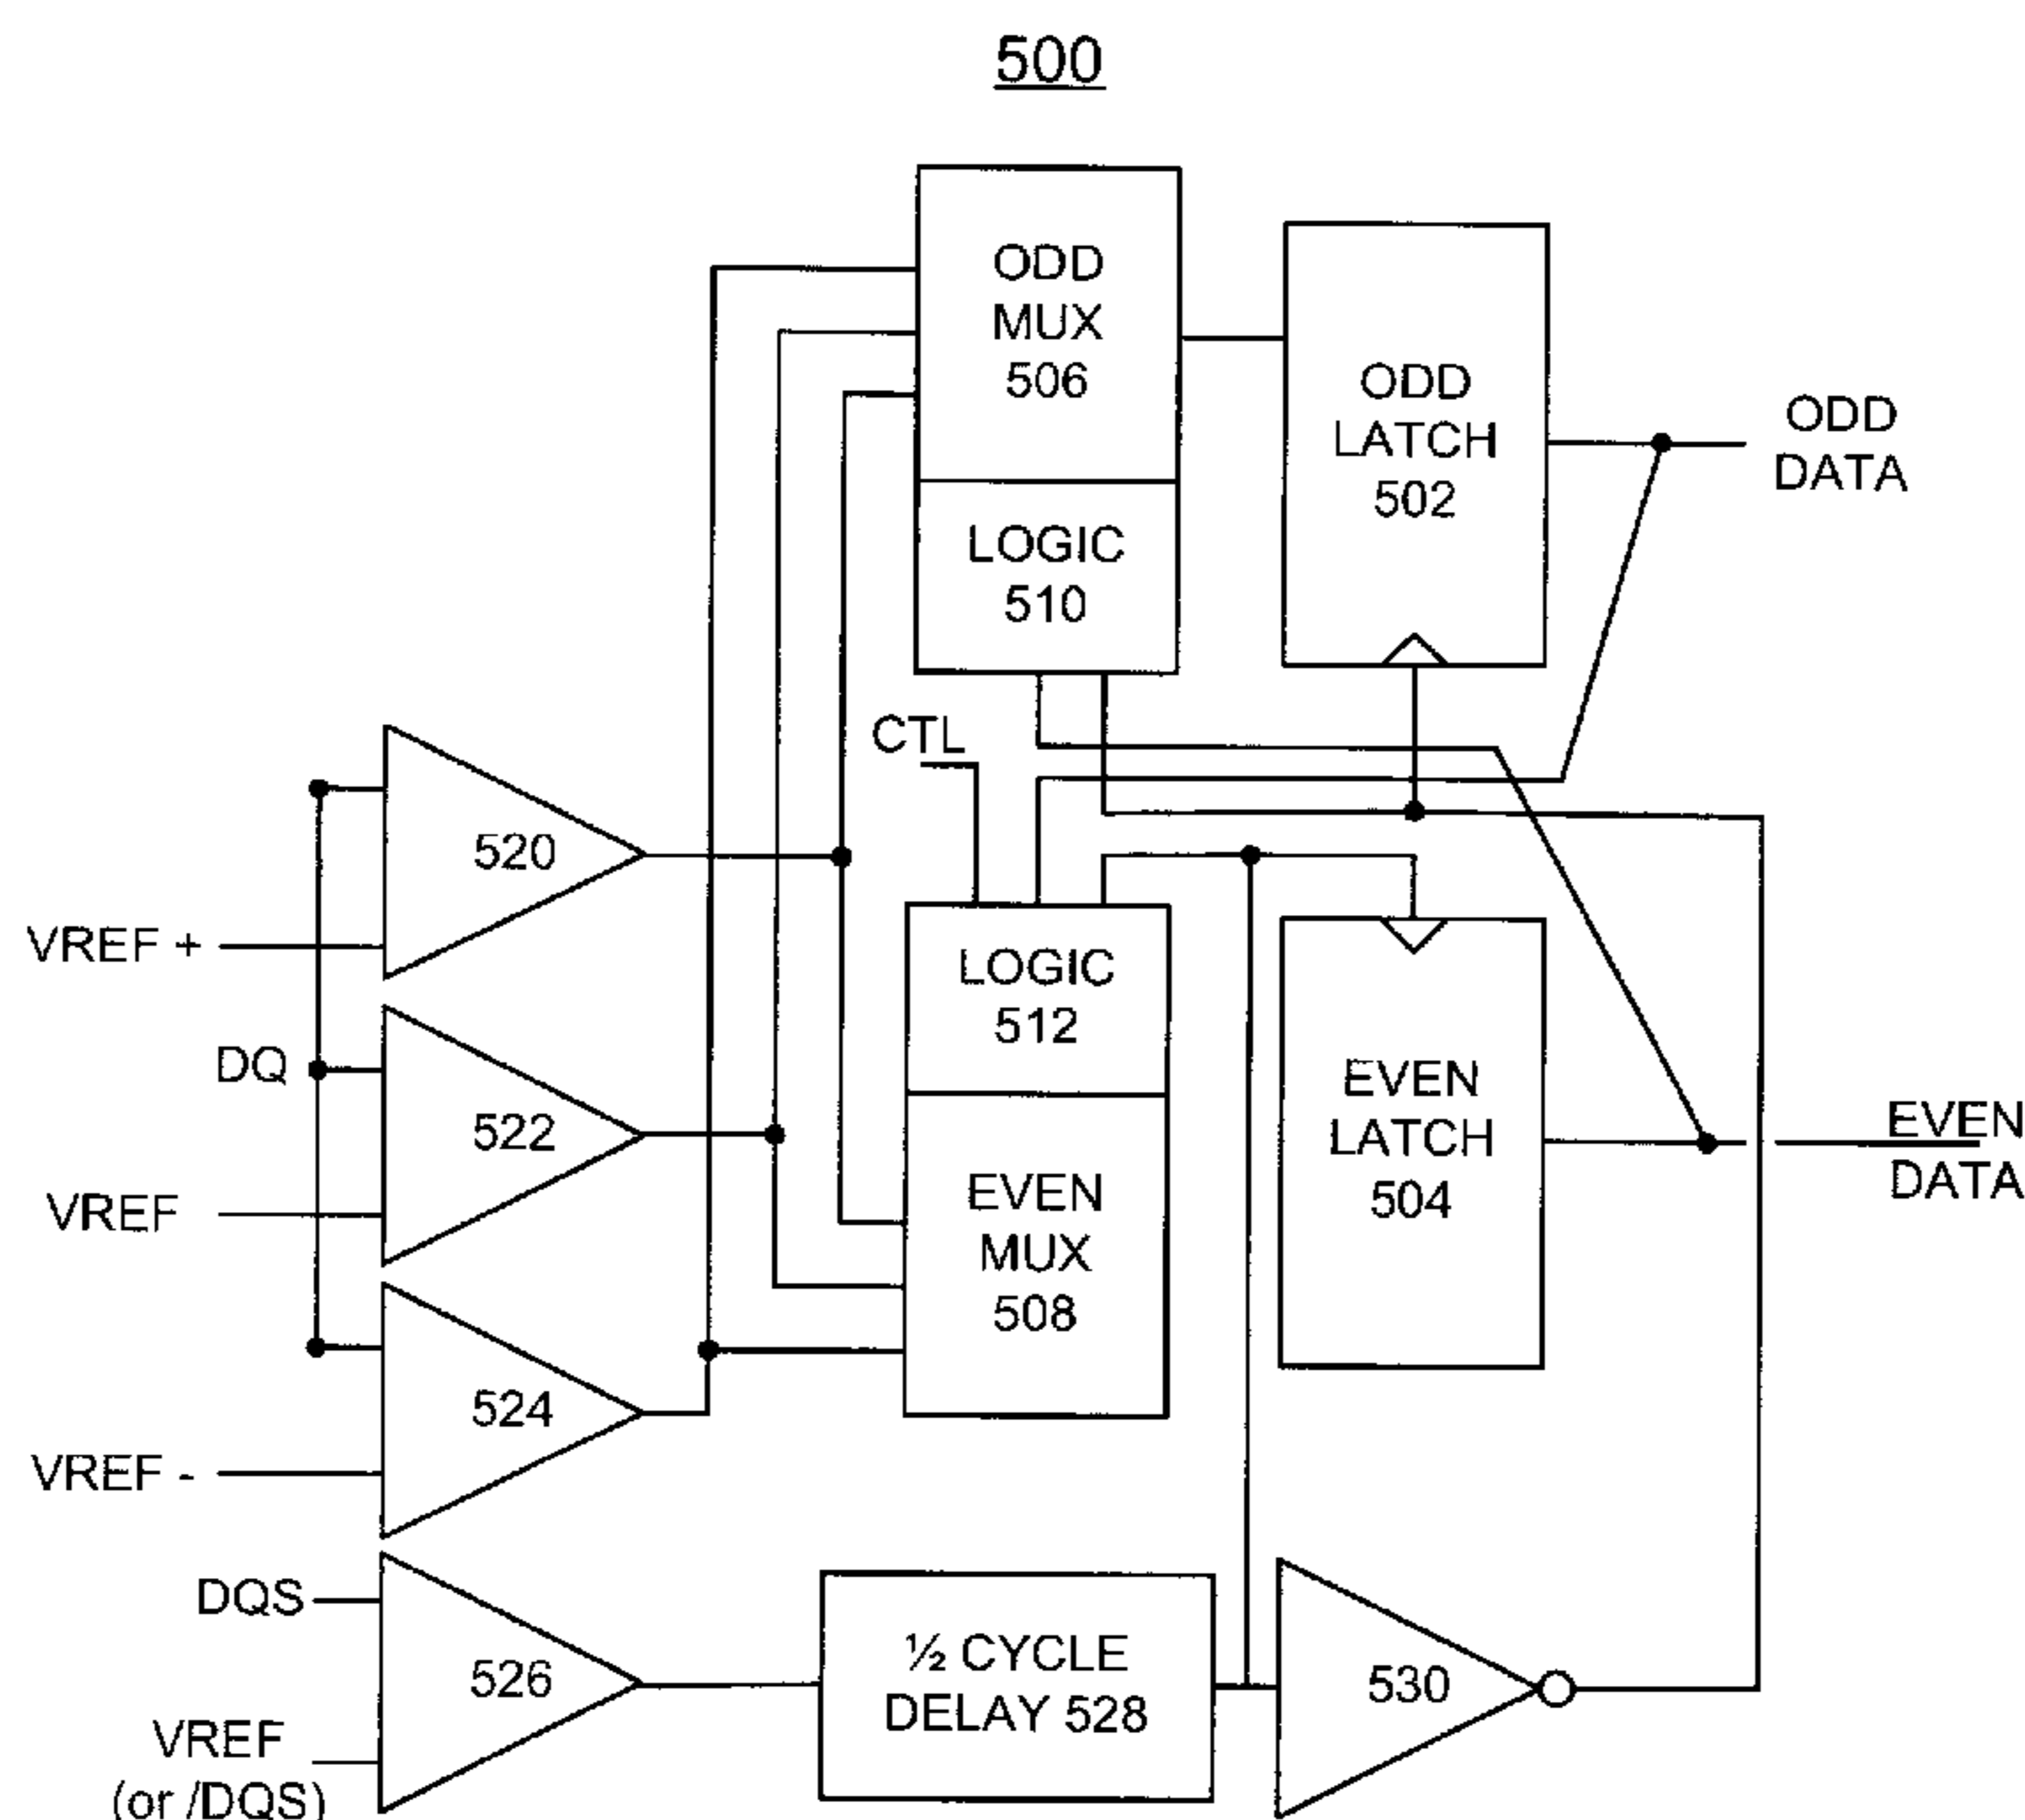 500
ODD
MUX
506
LOGIC
510
ODD
LATCH
502
ODD
DATA
CTL
520
VREF +
DQ
522
VREF
524
VREF -
LOGIC
512
EVEN
MUX
508
EVEN
LATCH
504
EVEN
DATA
DQS
526
VREF
(or /DQS)
½ CYCLE
DELAY 528
530